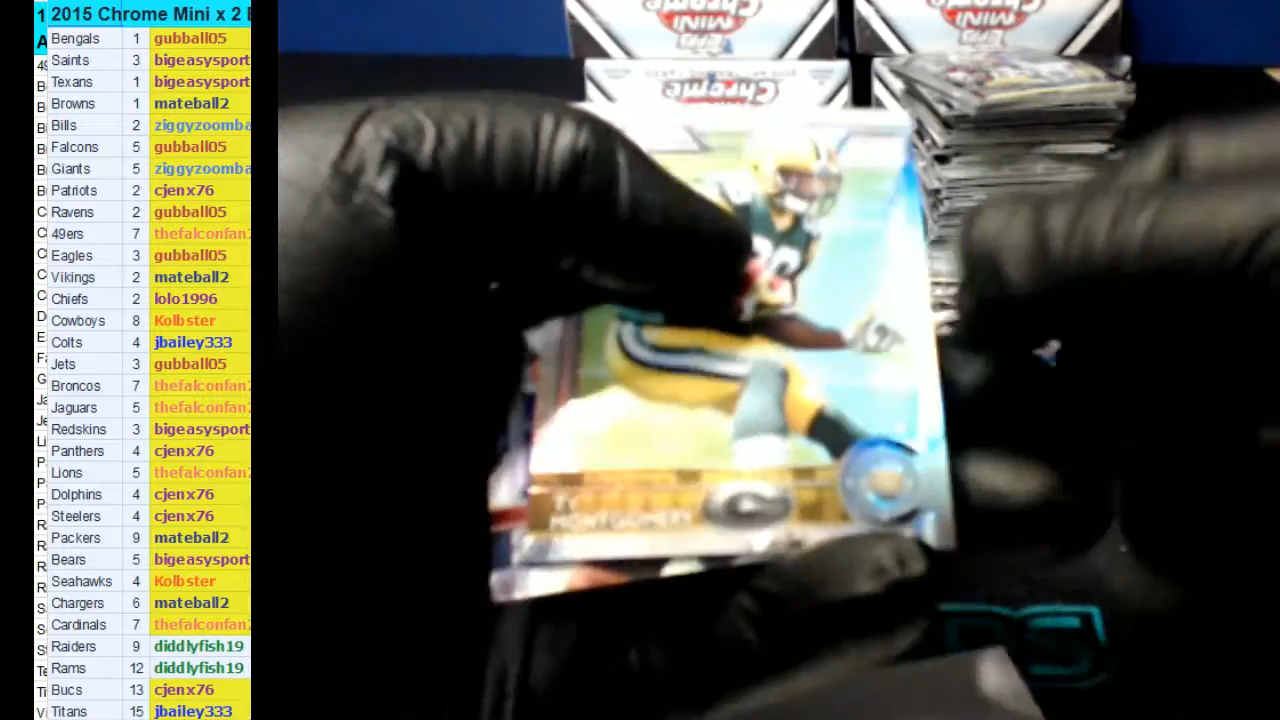 2015 Chrome Mini x 2 B
Bengals 1 gubball05
Saints 3 bigeasysport
Texans 1 bigeasysport
Browns 1 mateball2
Bills 2 ziggyzoomba
Falcons 5 gubball05
Giants 5 ziggyzoomba
Patriots 2 cjenx76
Ravens 2 gubball05
49ers 7 thefalconfan
Eagles 3 gubball05
Vikings 2 mateball2
Chiefs 2 lolo1996
Cowboys 8 Kolbster
Colts 4 jbailey333
Jets 3 gubball05
Broncos 7 thefalconfan
Jaguars 5 thefalconfan
Redskins 3 bigeasysport
Panthers 4 cjenx76
Lions 5 thefalconfan
Dolphins 4 cjenx76
Steelers 4 cjenx76
Packers 9 mateball2
Bears 5 bigeasysport
Seahawks 4 Kolbster
Chargers 6 mateball2
Cardinals 7 thefalconfan
Raiders 9 diddlyfish19
Rams 12 diddlyfish19
Bucs 13 cjenx76
Titans 15 jbailey333
MINI
Chrome
MINI
Chrome
Chrome
TY
MONTGOMERY
G